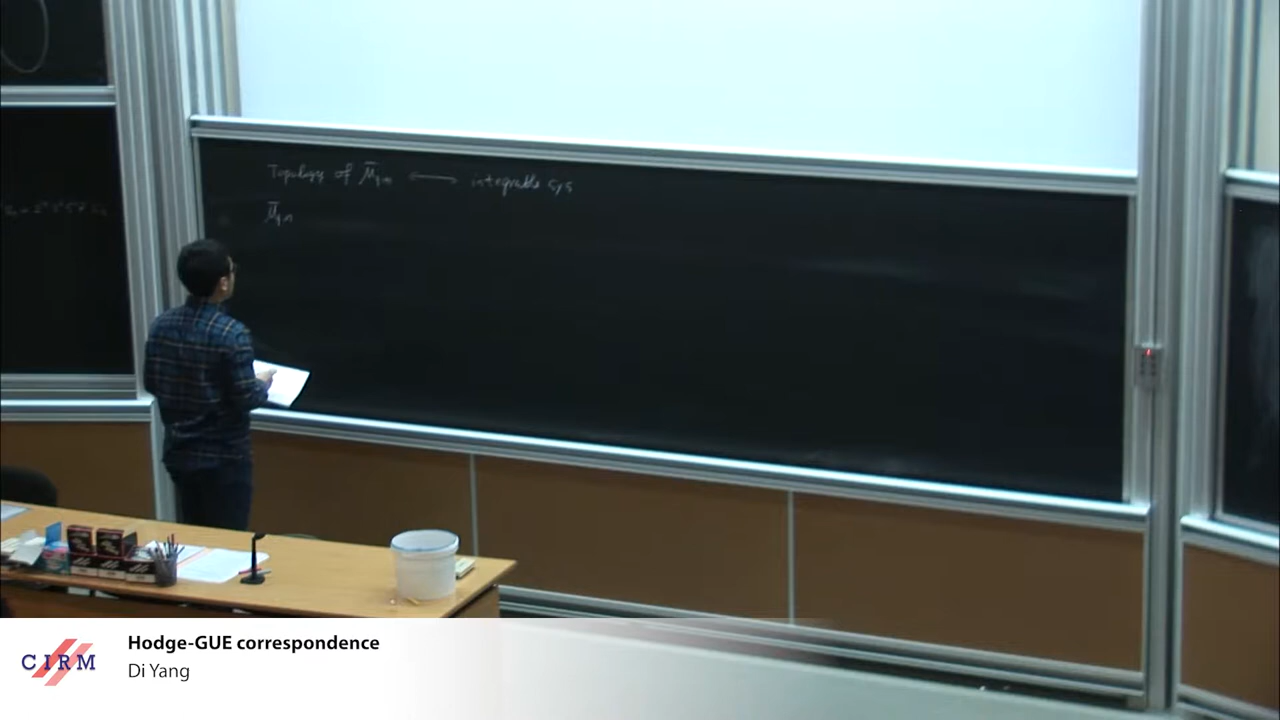 Topology of M̄g,n ⟷ integrable sys
M̄g,n
CIRM
Hodge-GUE correspondence
Di Yang